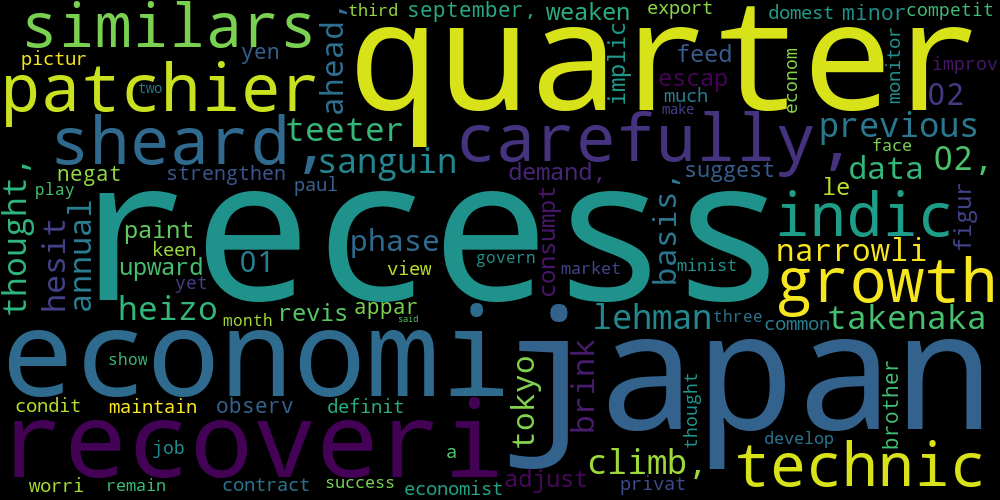 similars
patchier
quarter
third
september,
weaken
export
domest
minor
competit
pictur
yen
two
ahead,
implic
feed
escap
much
make
econom
monitor
improv
02
sheard,
teeter
carefully,
previous
02,
sanguin
negat
strengthen
paul
play
demand,
suggest
face
data
le
thought,
hesit
annual
recess
indic
paint
keen
upward
01
yet
phase
view
govern
consumpt
market
basis,
minist
narrowli
figur
growth
heizo
month
revis
appar
said
lehman
three
common
takenaka
economi
japan
show
tokyo
brink
thought
brother
develop
condit
maintain
observ
definit
recoveri
job
a
climb,
technic
worri
remain
contract
success
economist
adjust
privat